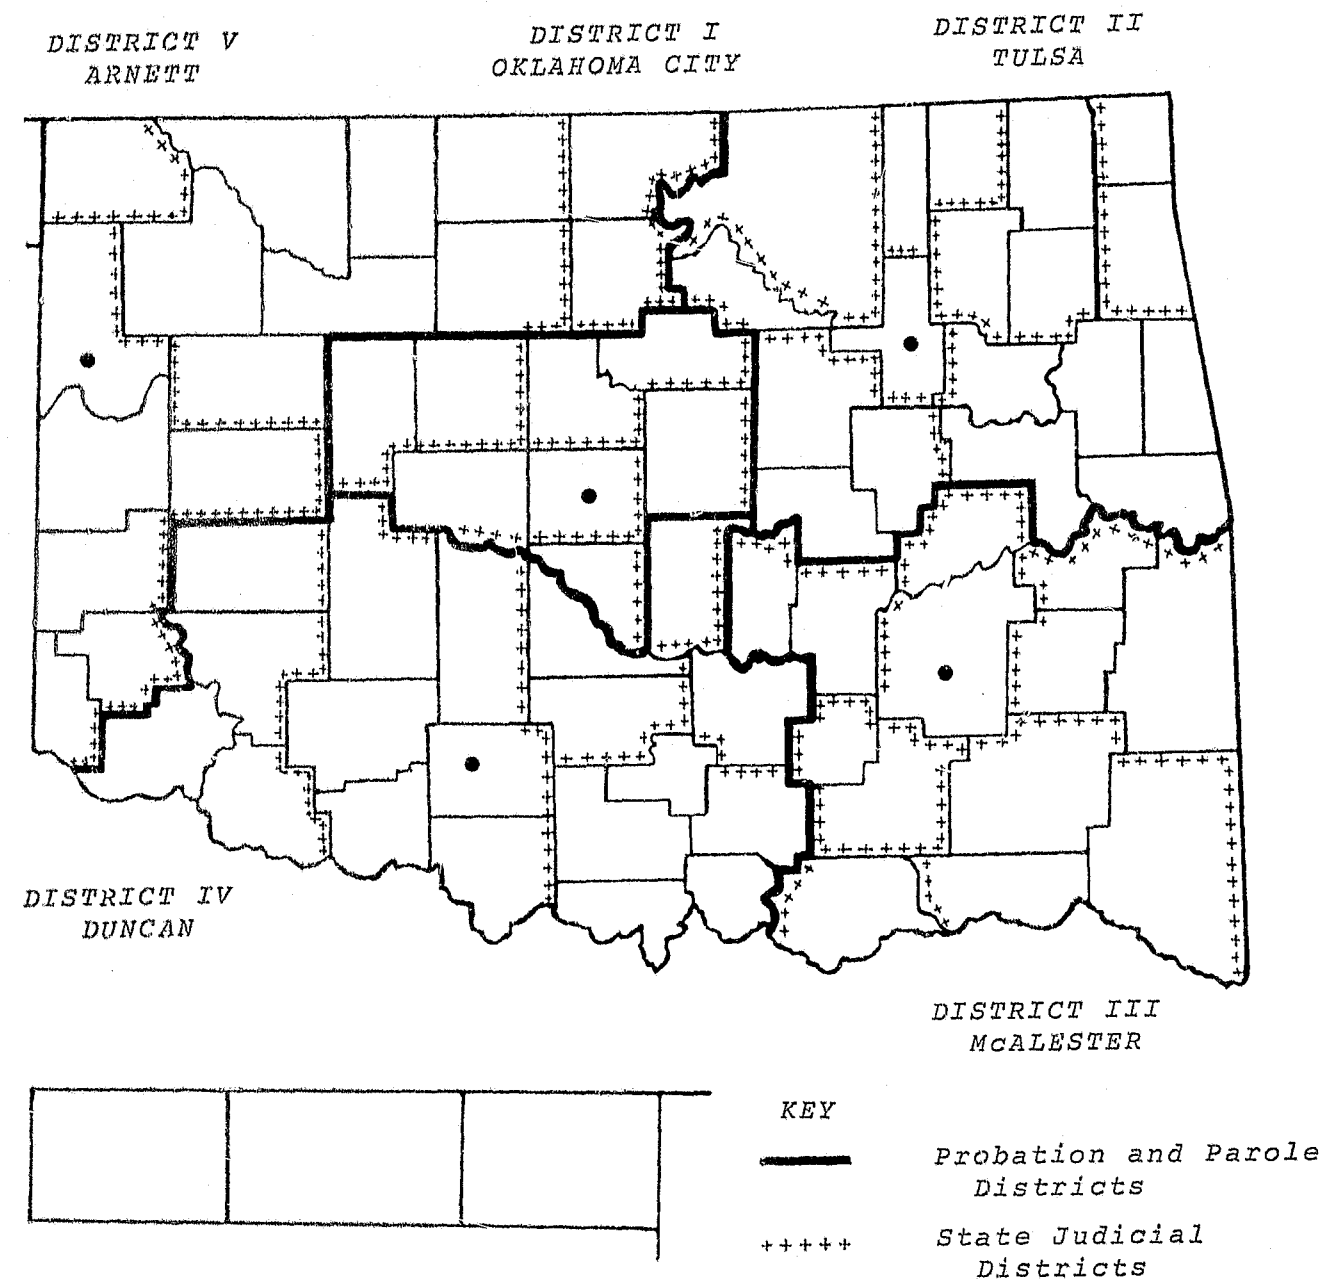 DISTRICT V
ARNETT
DISTRICT I
OKLAHOMA CITY
DISTRICT II
TULSA
DISTRICT IV
DUNCAN
DISTRICT III
McALESTER
KEY
Probation and Parole
Districts
+++++ State Judicial
Districts